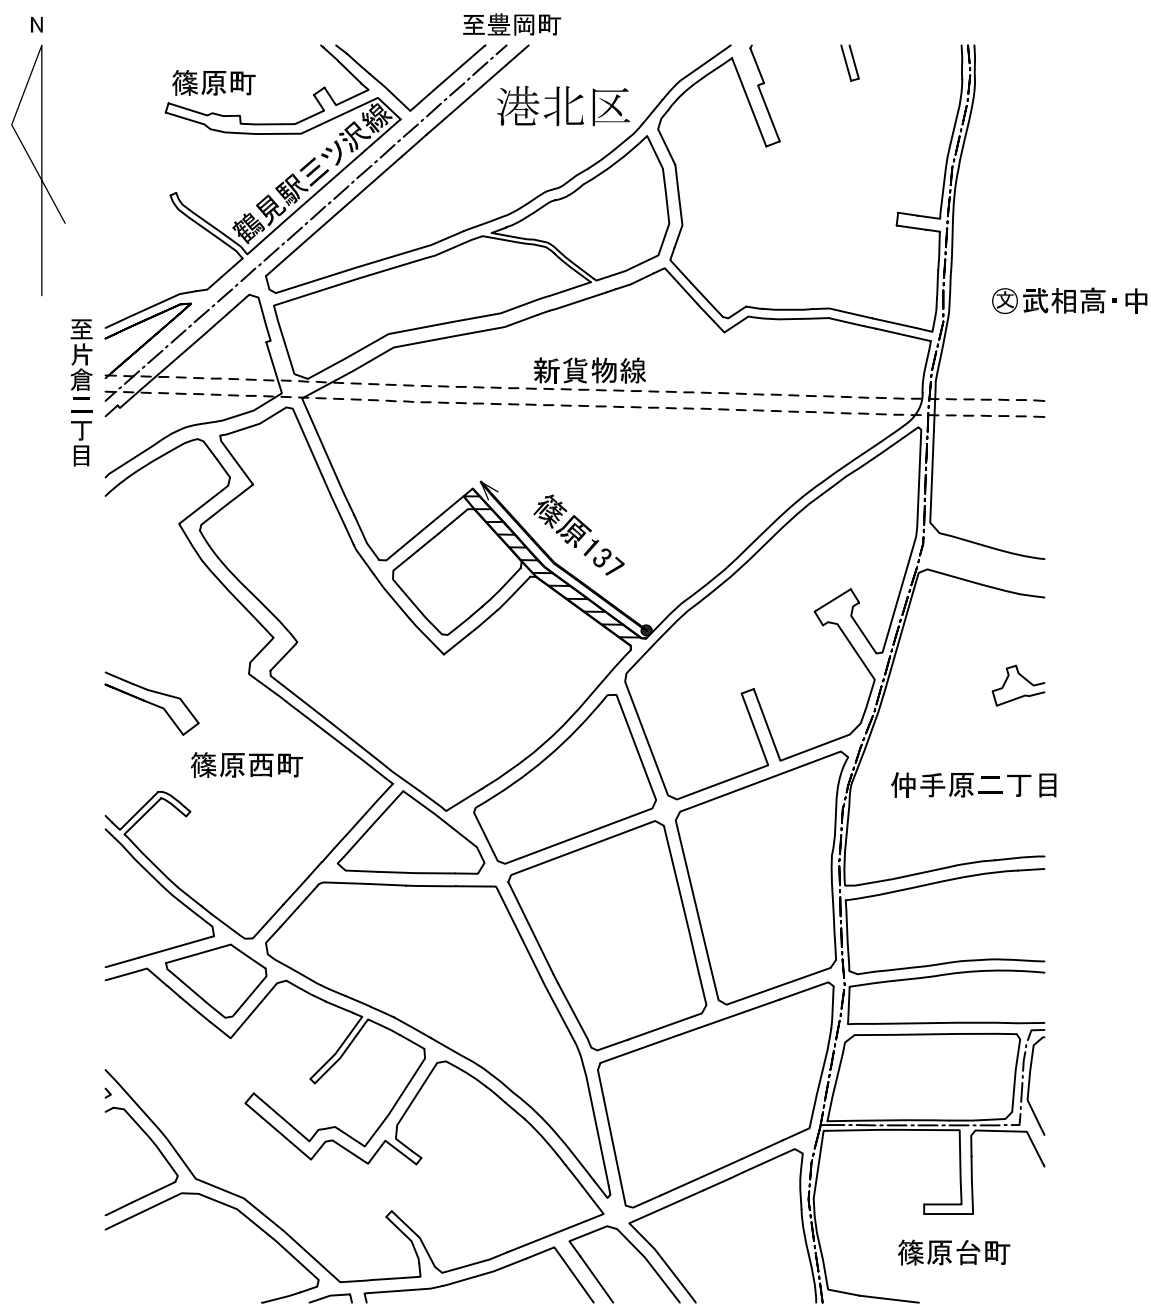 N
至豊岡町
篠原町
港北区
鶴見駅三ツ沢線
文武相高・中
至片倉二丁目
新貨物線
篠原137
篠原西町
仲手原二丁目
篠原台町